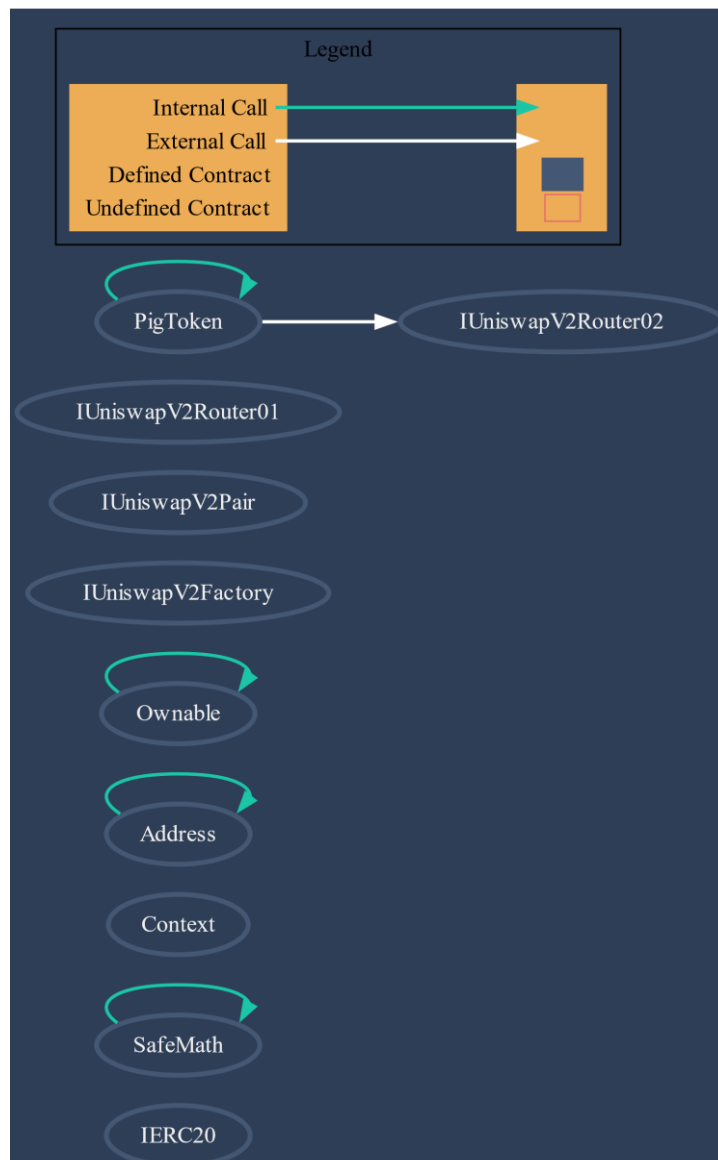 Legend
Internal Call
External Call
Defined Contract
Undefined Contract
PigToken
IUniswapV2Router02
IUniswapV2Router01
IUniswapV2Pair
IUniswapV2Factory
Ownable
Address
Context
SafeMath
IERC20